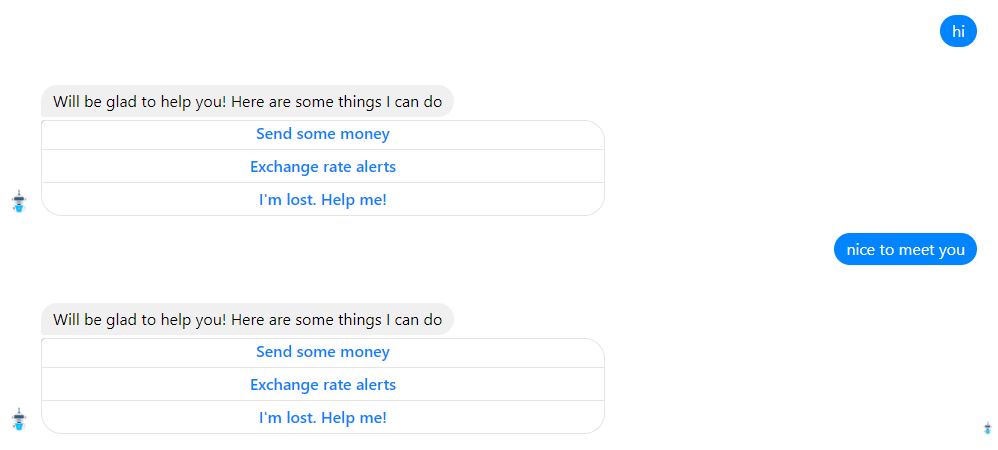 hi
Will be glad to help you! Here are some things I can do
Send some money
Exchange rate alerts
I'm lost. Help me!
nice to meet you
Will be glad to help you! Here are some things I can do
Send some money
Exchange rate alerts
I'm lost. Help me!